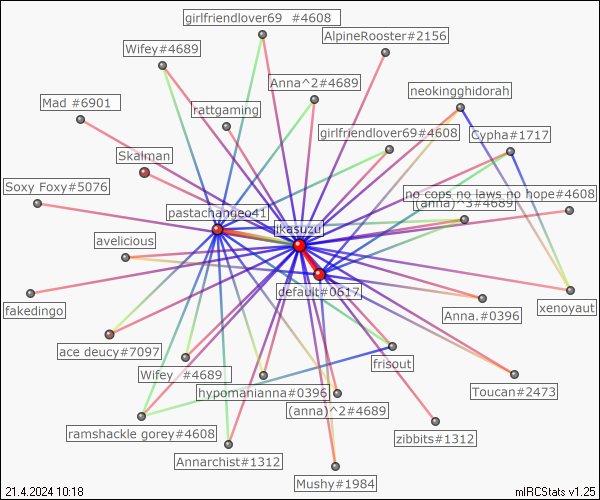 girlfriendlover69 #4608
AlpineRooster#2156
Wifey#4689
Anna^2#4689
neokingghidorah
Mad #6901
rattgaming
girlfriendlover69#4608
Cypha#1717
Skalman
Soxy Foxy#5076
no cops no laws no hope#4608
(anna)^3#4689
pastachangeo41
jikasuzu
avelicious
default#0617
fakedingo
Anna.#0396
xenoyaut
ace deucy#7097
frisout
Wifey #4689
hypomanianna#0396
Toucan#2473
(anna)^2#4689
ramshackle gorey#4608
zibbits#1312
Annarchist#1312
Mushy#1984
21.4.2024 10:18
mIRCStats v1.25